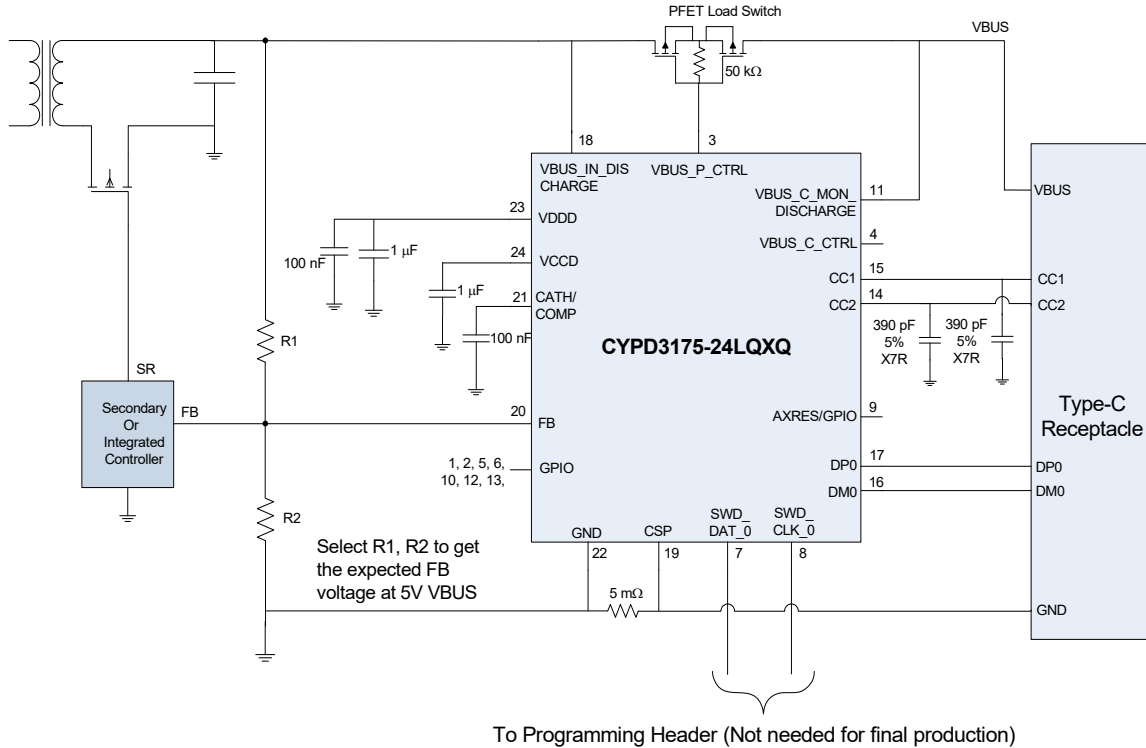 PFET Load Switch
VBUS
50 kΩ
18
3
VBUS_IN_DIS
CHARGE
VBUS_P_CTRL
VBUS_C_MON_
DISCHARGE
11
VBUS
23
VDDD
VBUS_C_CTRL
4
100 nF
1 µF
24
VCCD
15
CC1
CC1
1 µF
21
CATH/
COMP
14
CC2
CC2
100 nF
390 pF
5%
X7R
390 pF
5%
X7R
CYPD3175-24LQXQ
R1
SR
Type-C
Receptacle
Secondary
Or
Integrated
Controller
FB
20
FB
AXRES/GPIO
9
1, 2, 5, 6,
10, 12, 13,
GPIO
DP0
17
DP0
DM0
16
DM0
R2
GND
CSP
SWD_
DAT_0
SWD_
CLK_0
22
19
7
8
Select R1, R2 to get
the expected FB
voltage at 5V VBUS
5 mΩ
GND
To Programming Header (Not needed for final production)